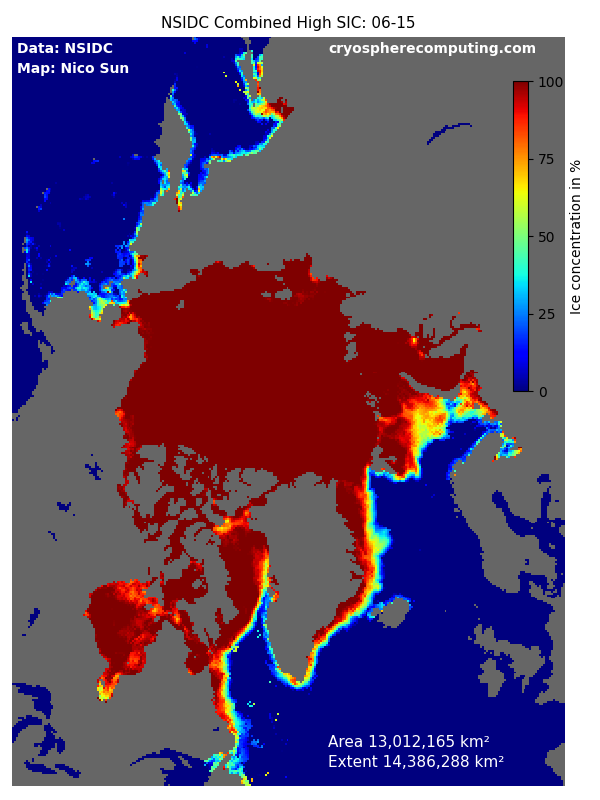 NSIDC Combined High SIC: 06-15
Data: NSIDC
cryospherecomputing.com
Map: Nico Sun
100
75
50
25
0
Ice concentration in %
Area 13,012,165 km²
Extent 14,386,288 km²